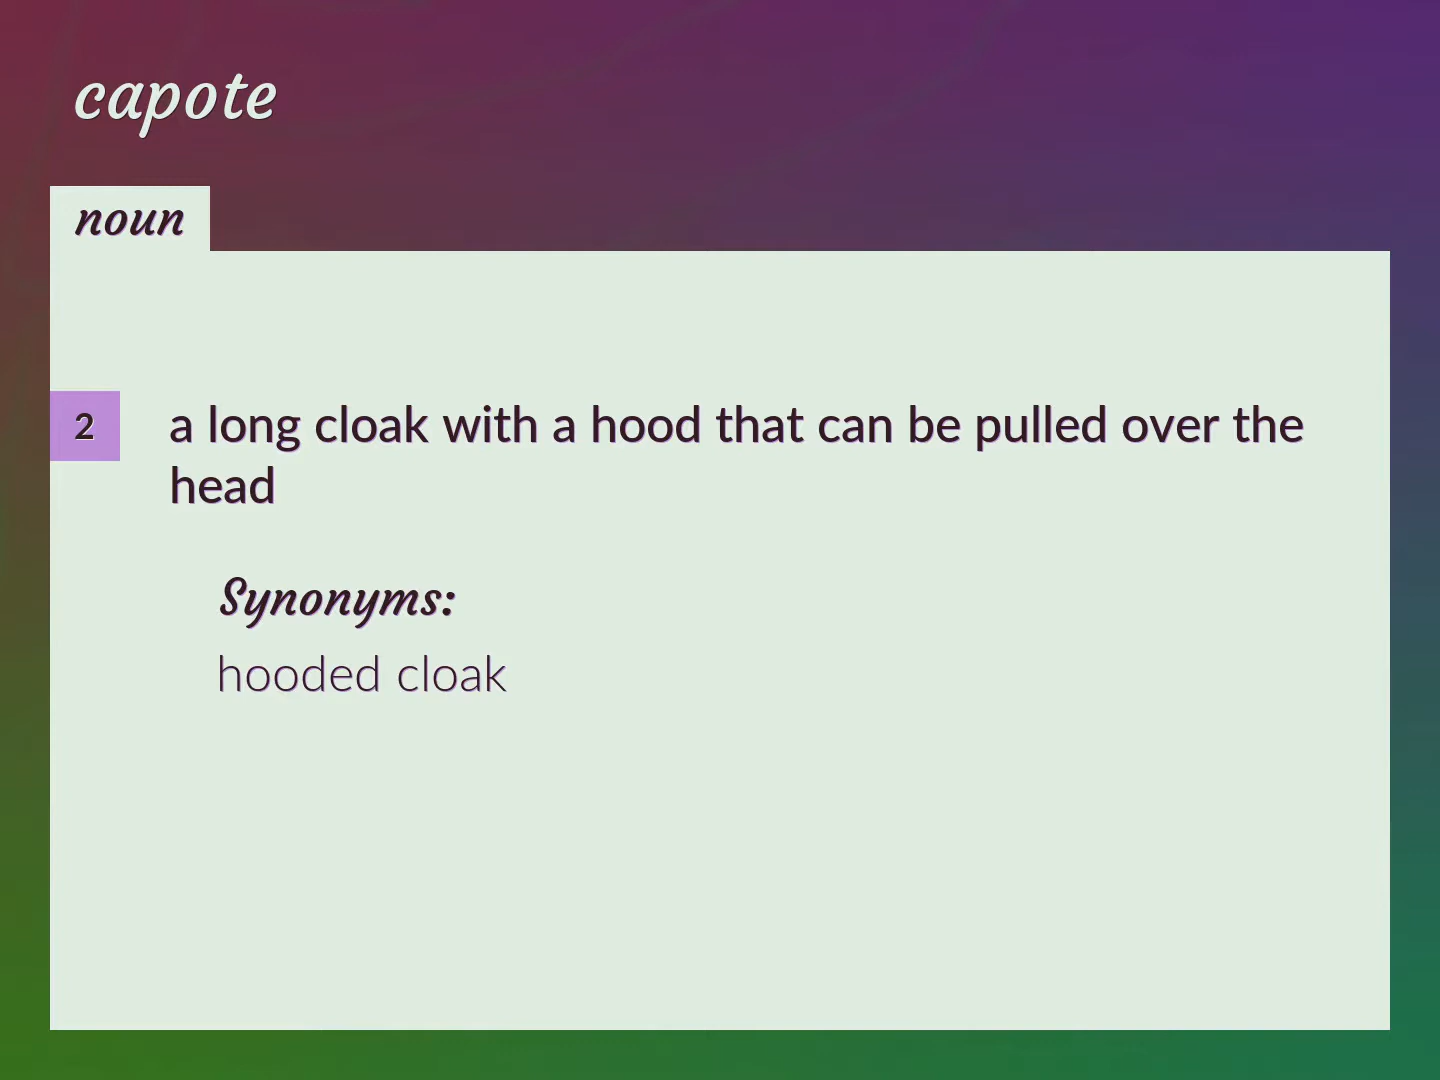 capote
noun
2
a long cloak with a hood that can be pulled over the
head
Synonyms:
hooded cloak